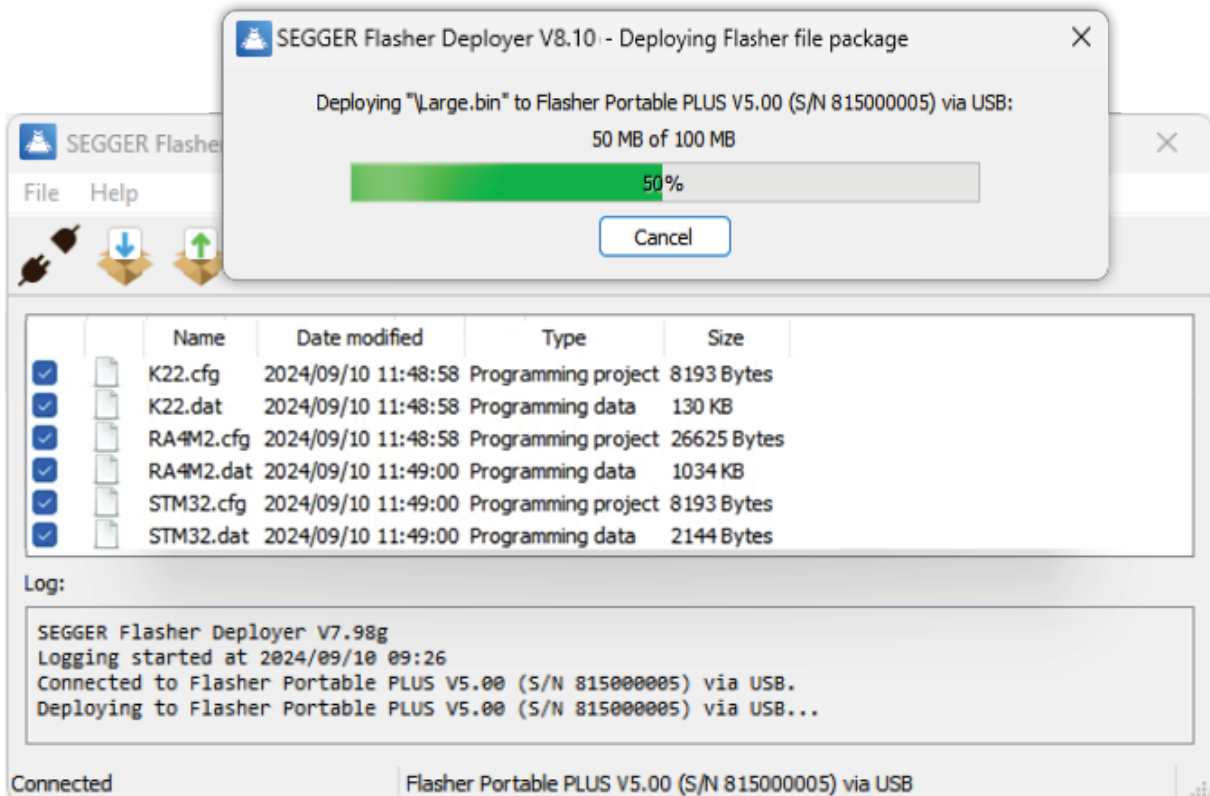 SEGGER Flasher Deployer V8.10 - Deploying Flasher file package
Deploying "\Large.bin" to Flasher Portable PLUS V5.00 (S/N 815000005) via USB:
50 MB of 100 MB
50%
Cancel
SEGGER Flashe
File Help
Name Date modified Type Size
K22.cfg 2024/09/10 11:48:58 Programming project 8193 Bytes
K22.dat 2024/09/10 11:48:58 Programming data 130 KB
RA4M2.cfg 2024/09/10 11:48:58 Programming project 26625 Bytes
RA4M2.dat 2024/09/10 11:49:00 Programming data 1034 KB
STM32.cfg 2024/09/10 11:49:00 Programming project 8193 Bytes
STM32.dat 2024/09/10 11:49:00 Programming data 2144 Bytes
Log:
SEGGER Flasher Deployer V7.98g
Logging started at 2024/09/10 09:26
Connected to Flasher Portable PLUS V5.00 (S/N 815000005) via USB.
Deploying to Flasher Portable PLUS V5.00 (S/N 815000005) via USB...
Connected Flasher Portable PLUS V5.00 (S/N 815000005) via USB